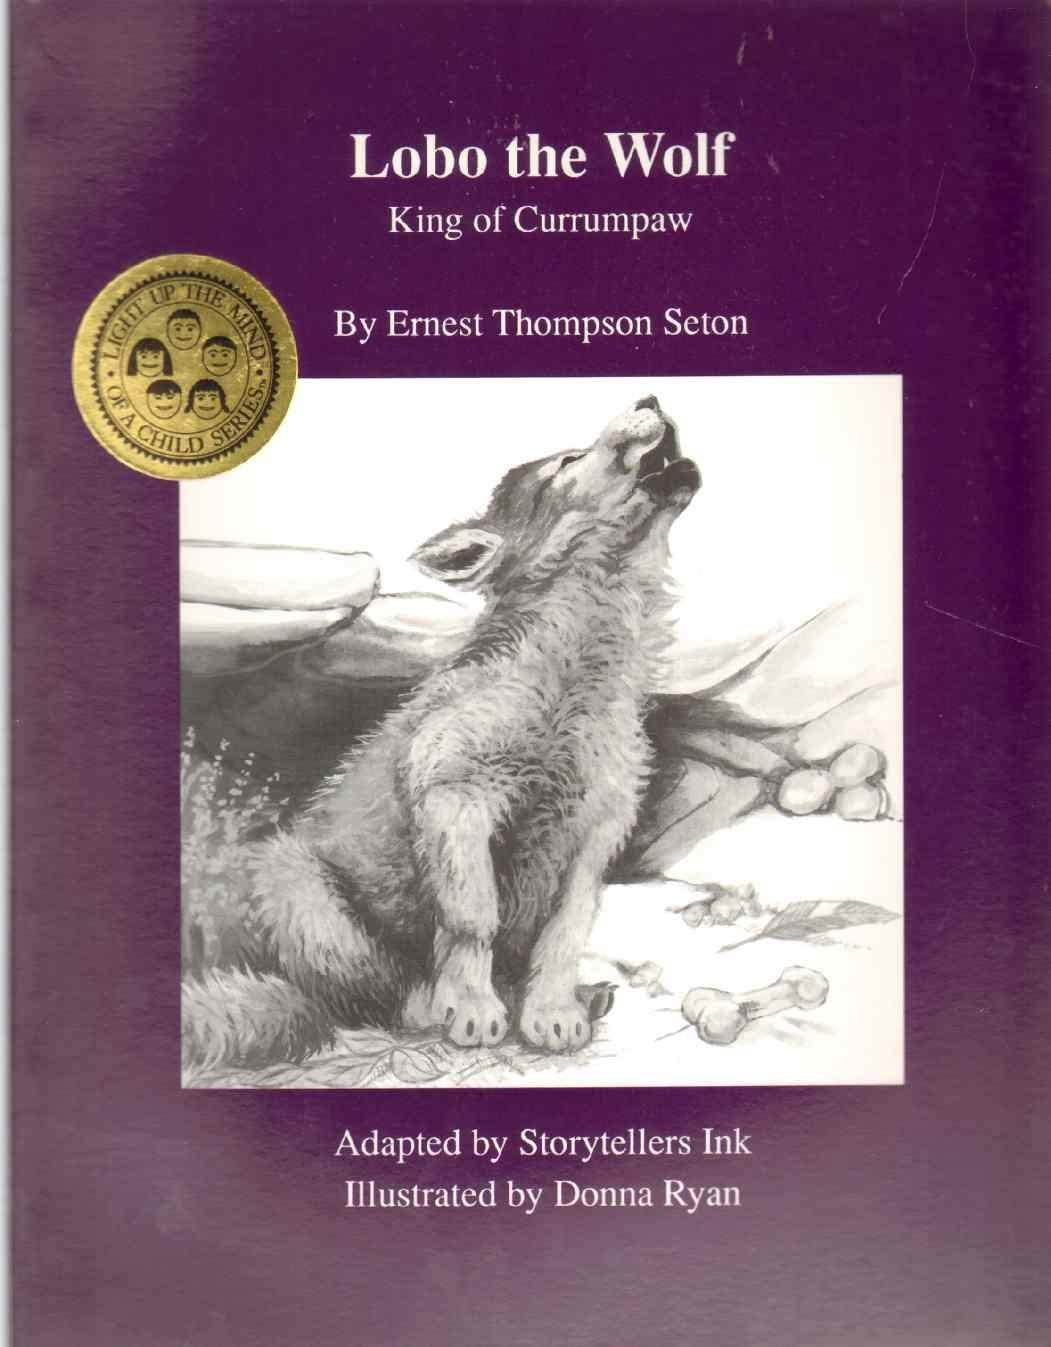 Lobo the Wolf
King of Currumpaw
By Ernest Thompson Seton
LIGHT UP THE MIND
OF A CHILD SERIES
Adapted by Storytellers Ink
Illustrated by Donna Ryan